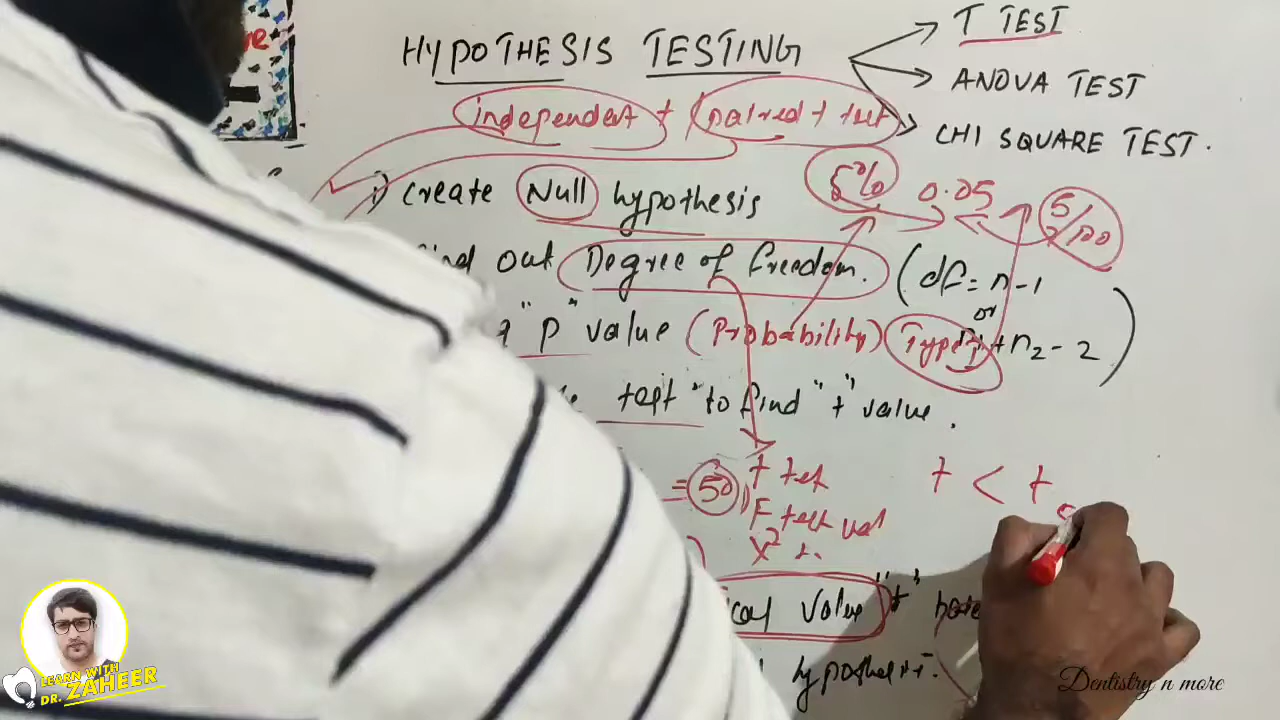 HYPOTHESIS TESTING
T TEST
ANOVA TEST
CHI SQUARE TEST.
independent t paired t test
1) Create Null hypothesis
5% 0.05 5/100
out Degree of freedom. (df = n-1
or
+n2 - 2)
"p" value (Probability) Type I
test "to find "t" value.
= 50 t test
F test val
X2 t.
t < t
value "t"
hypothesis.
LEARN WITH
DR. ZAHEER
Dentistry n more